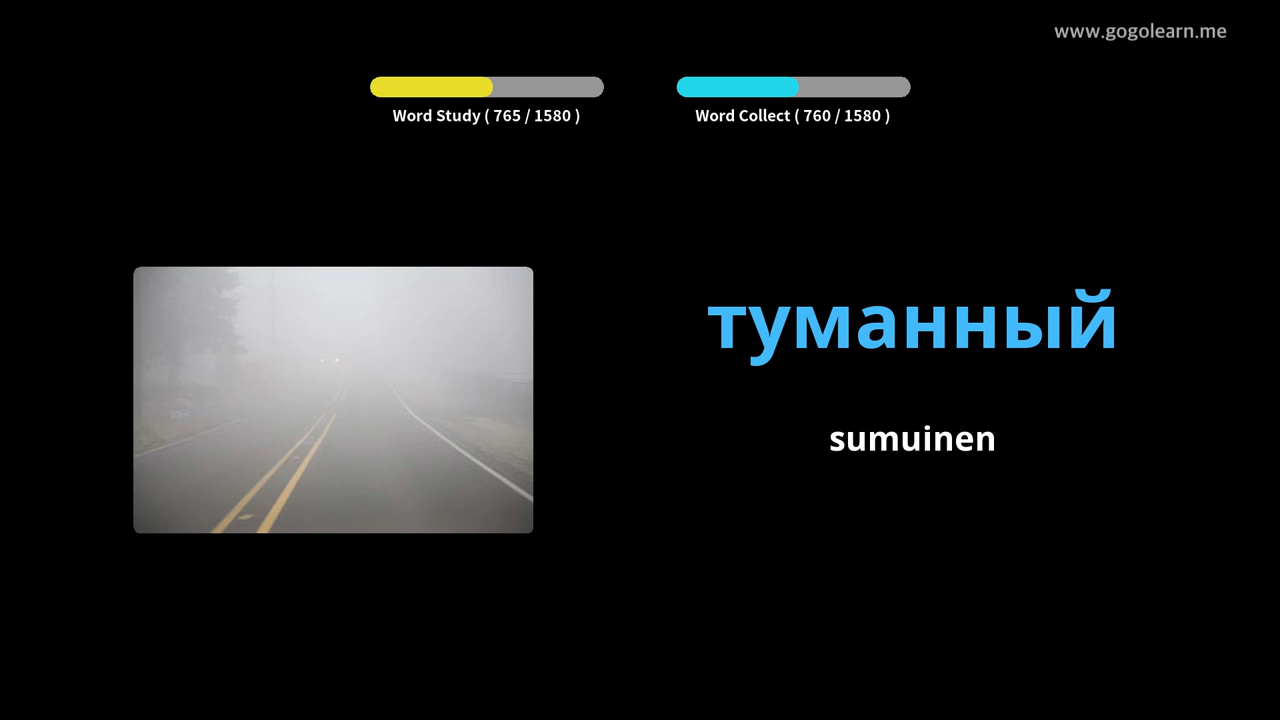 www.gogolearn.me
Word Study ( 765 / 1580 )
Word Collect ( 760 / 1580 )
туманный
sumuinen